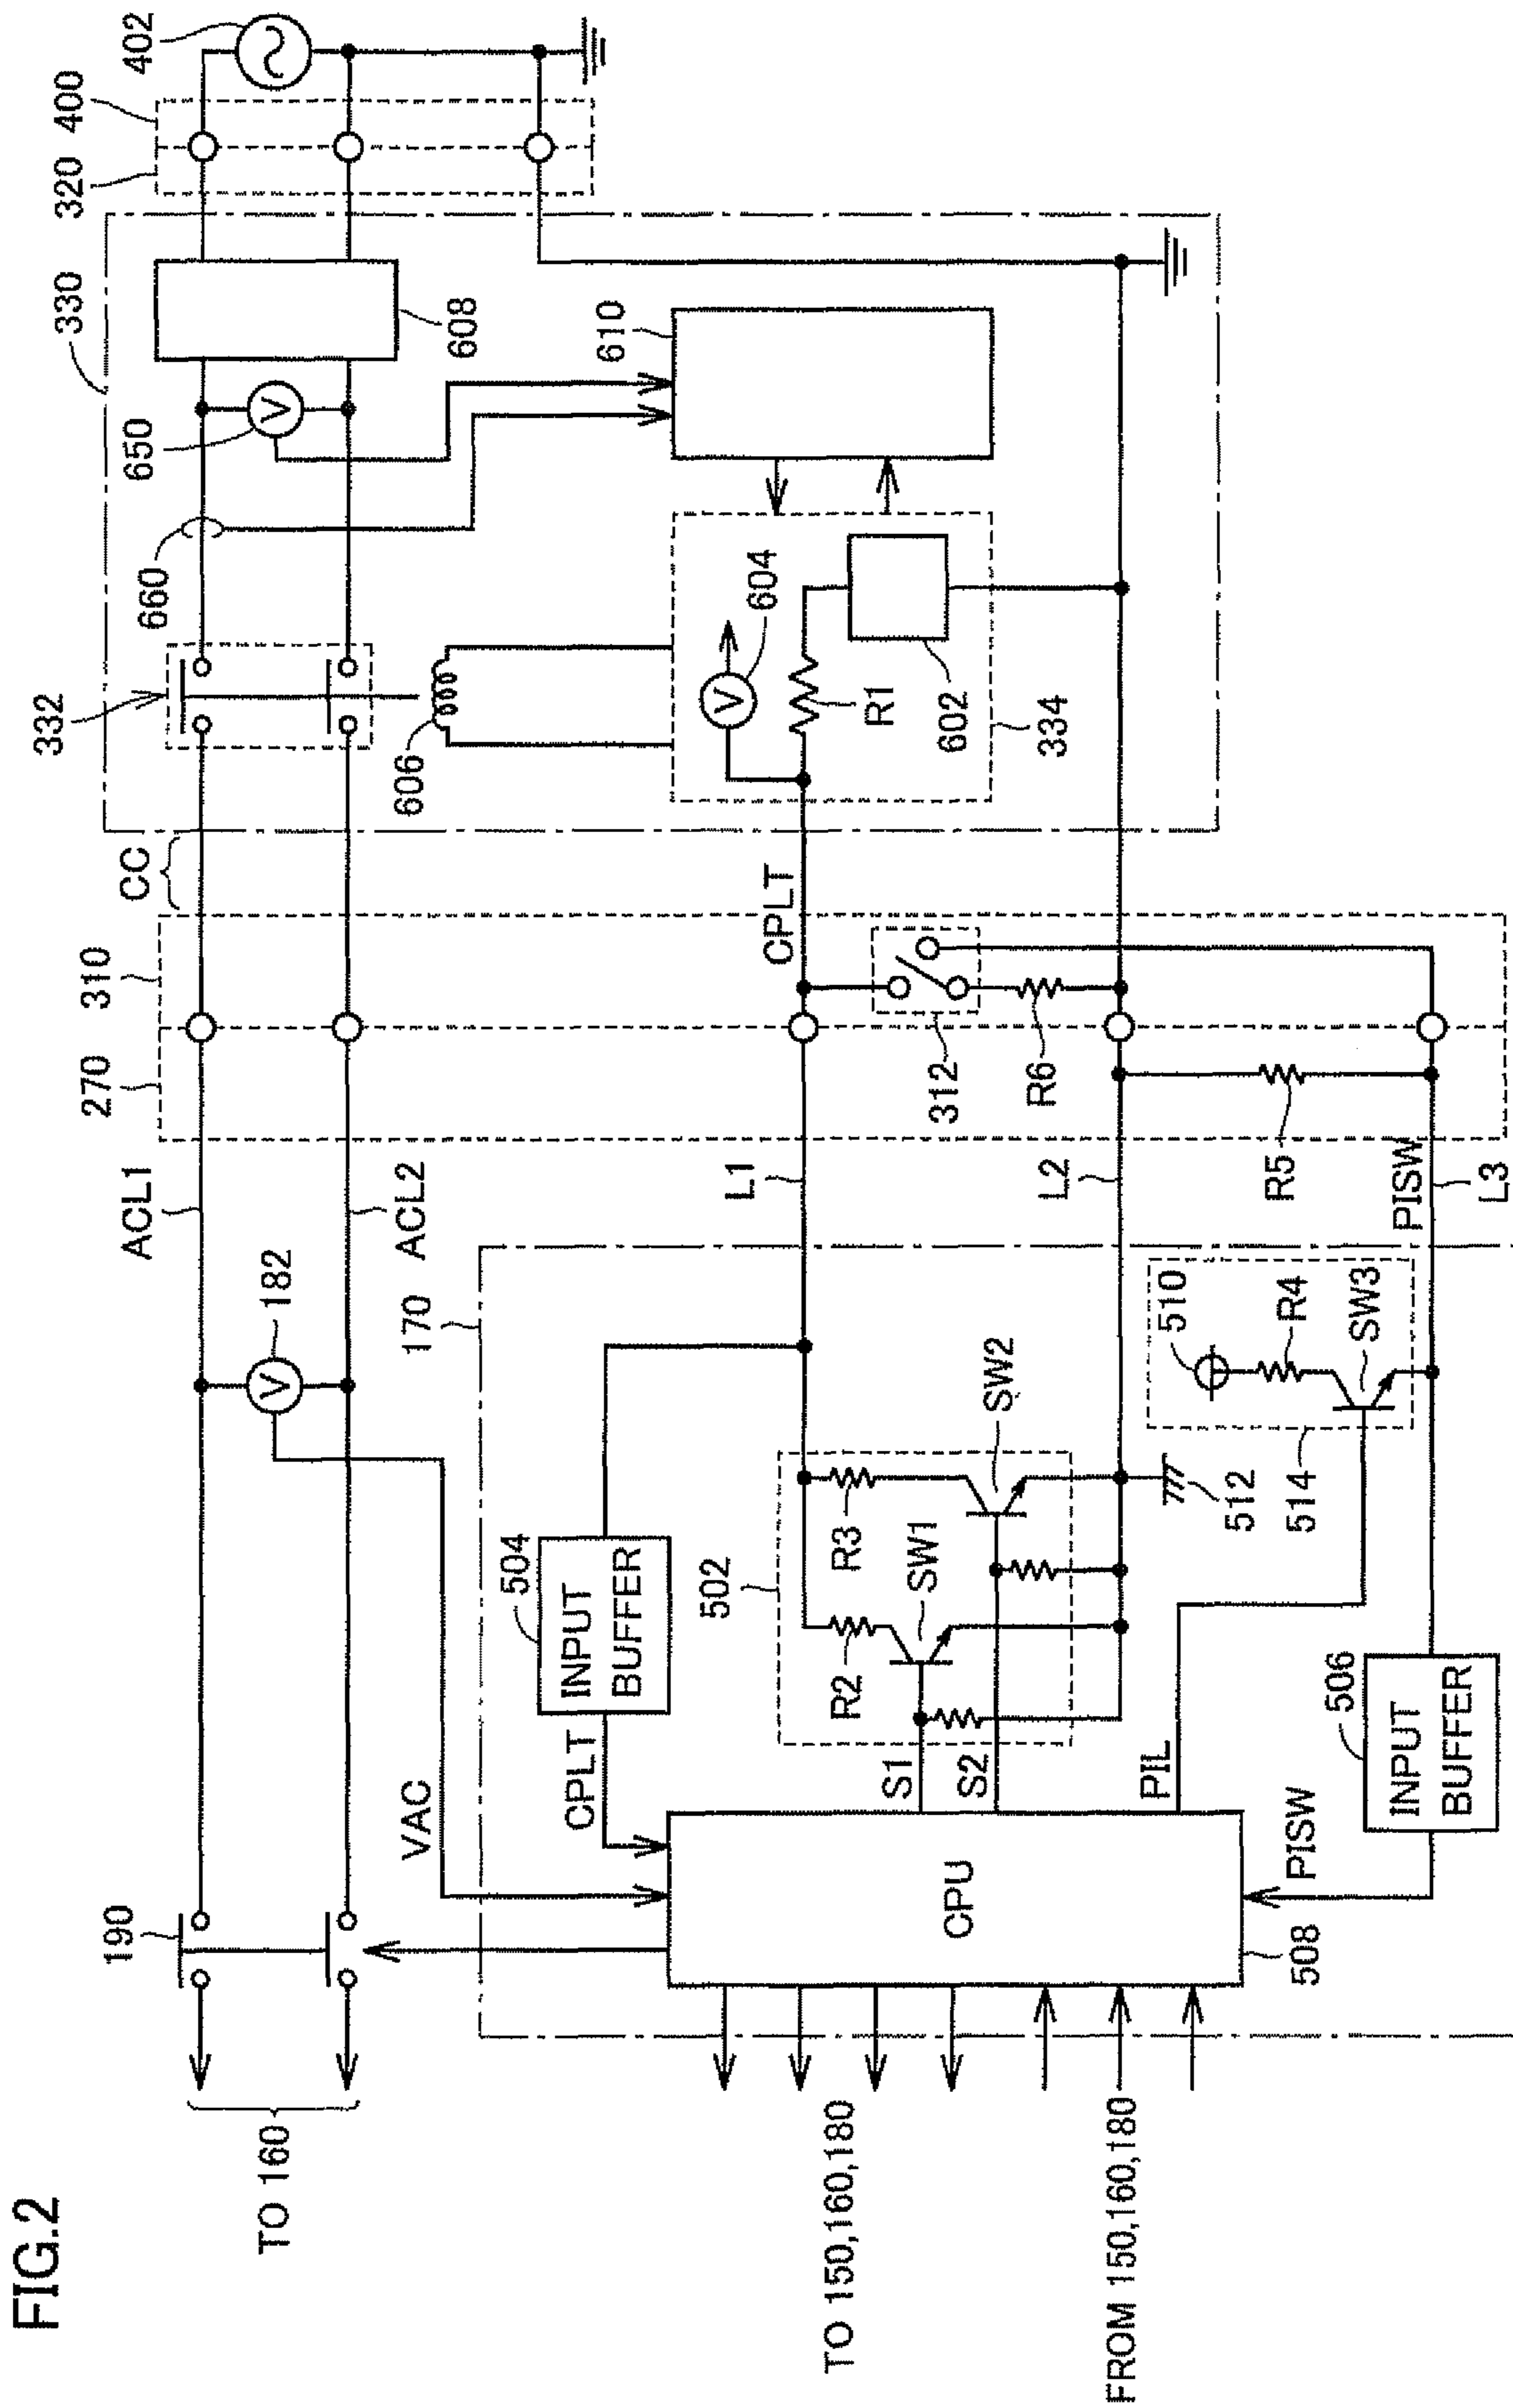 FIG.2
TO 160
190
VAC
182
ACL1
ACL2
270
310
CC
332
606
660
650
330
608
610
320
400
402
604
R1
602
334
CPLT
312
R6
R5
L1
L2
PISW
L3
170
504
INPUT
BUFFER
CPLT
502
R3
SW2
R2
SW1
S1
S2
512
510
R4
SW3
514
PIL
506
INPUT
BUFFER
PISW
CPU
508
TO 150,160,180
FROM 150,160,180